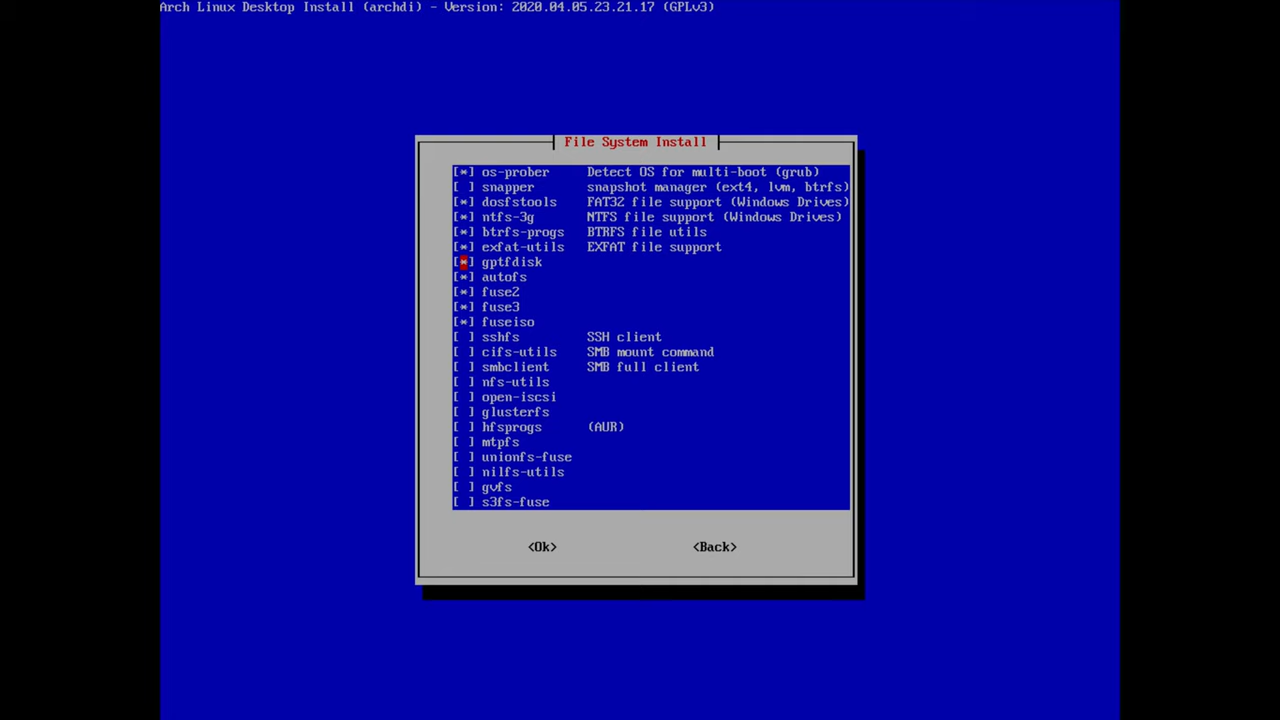 Arch Linux Desktop Install (archdi) - Version: 2020.04.05.23.21.17 (GPLv3)
File System Install
[*] os-prober Detect OS for multi-boot (grub)
[ ] snapper snapshot manager (ext4, lvm, btrfs)
[*] dosfstools FAT32 file support (Windows Drives)
[*] ntfs-3g NTFS file support (Windows Drives)
[*] btrfs-progs BTRFS file utils
[*] exfat-utils EXFAT file support
[*] gptfdisk
[*] autofs
[*] fuse2
[*] fuse3
[*] fuseiso
[ ] sshfs SSH client
[ ] cifs-utils SMB mount command
[ ] smbclient SMB full client
[ ] nfs-utils
[ ] open-iscsi
[ ] glusterfs
[ ] hfsprogs (AUR)
[ ] mtpfs
[ ] unionfs-fuse
[ ] nilfs-utils
[ ] gvfs
[ ] s3fs-fuse
<Ok> <Back>